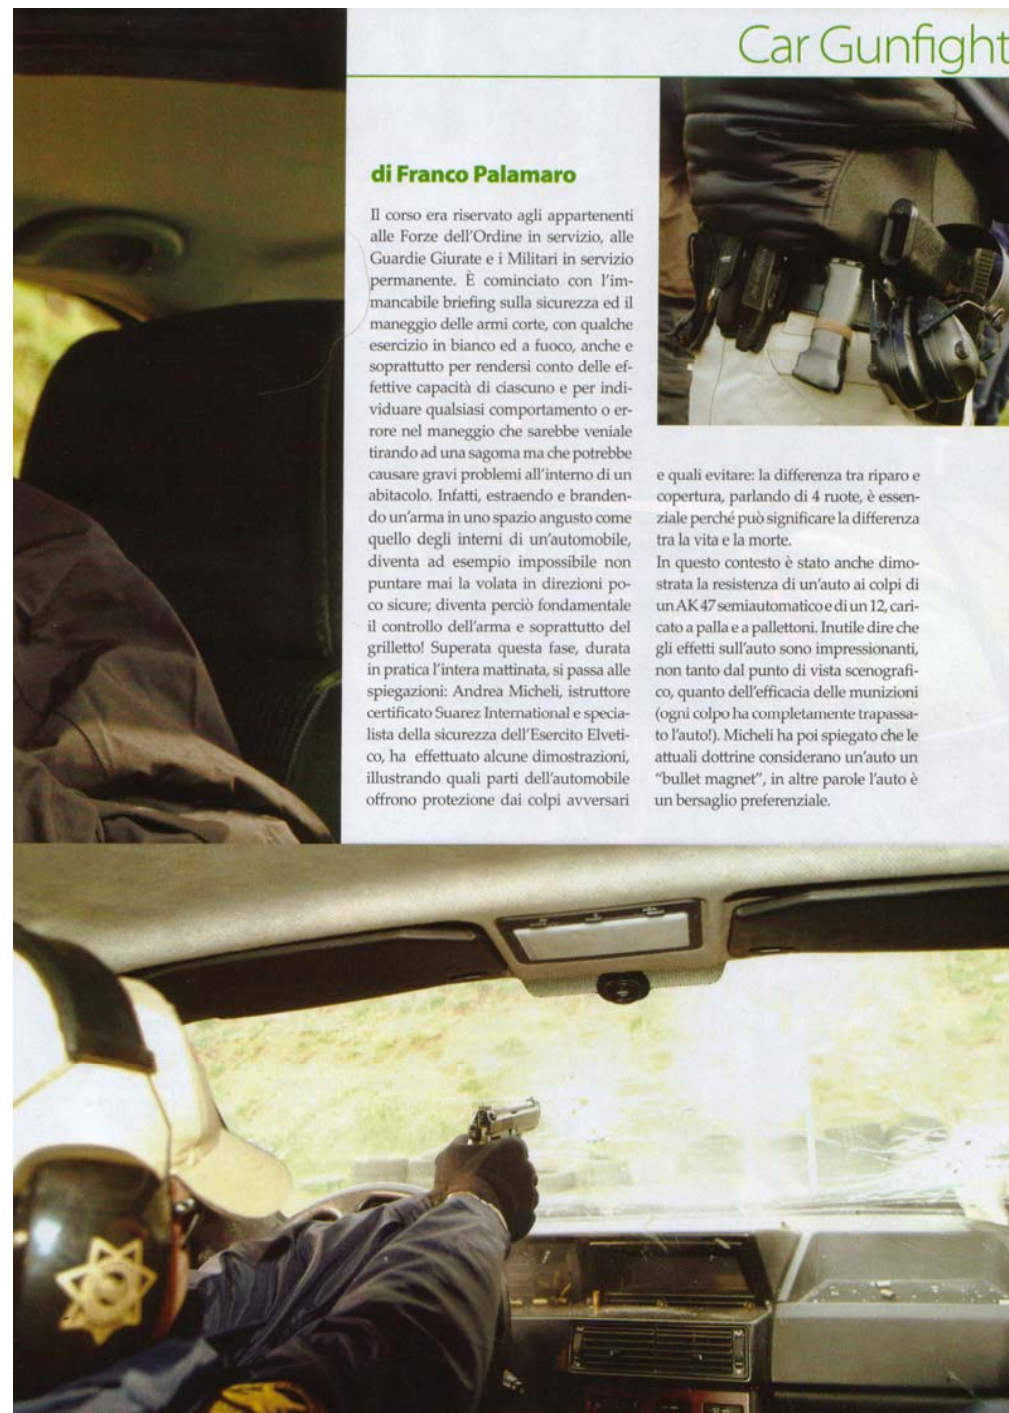 Car Gunfight
di Franco Palamaro
Il corso era riservato agli appartenenti
alle Forze dell'Ordine in servizio, alle
Guardie Giurate e i Militari in servizio
permanente. È cominciato con l'im-
mancabile briefing sulla sicurezza ed il
maneggio delle armi corte, con qualche
esercizio in bianco ed a fuoco, anche e
soprattutto per rendersi conto delle ef-
fettive capacità di ciascuno e per indi-
viduare qualsiasi comportamento o er-
rore nel maneggio che sarebbe veniale
tirando ad una sagoma ma che potrebbe
causare gravi problemi all'interno di un
abitacolo. Infatti, estraendo e branden-
do un'arma in uno spazio angusto come
quello degli interni di un'automobile,
diventa ad esempio impossibile non
puntare mai la volata in direzioni po-
co sicure; diventa perciò fondamentale
il controllo dell'arma e soprattutto del
grilletto! Superata questa fase, durata
in pratica l'intera mattinata, si passa alle
spiegazioni: Andrea Micheli, istruttore
certificato Suarez International e specia-
lista della sicurezza dell'Esercito Elveti-
co, ha effettuato alcune dimostrazioni,
illustrando quali parti dell'automobile
offrono protezione dai colpi avversari
e quali evitare: la differenza tra riparo e
copertura, parlando di 4 ruote, è essen-
ziale perché può significare la differenza
tra la vita e la morte.
In questo contesto è stato anche dimo-
strata la resistenza di un'auto ai colpi di
un AK 47 semiautomatico e di un 12, cari-
cato a palla e a pallettoni. Inutile dire che
gli effetti sull'auto sono impressionanti,
non tanto dal punto di vista scenografi-
co, quanto dell'efficacia delle munizioni
(ogni colpo ha completamente trapassa-
to l'auto!). Micheli ha poi spiegato che le
attuali dottrine considerano un'auto un
"bullet magnet", in altre parole l'auto è
un bersaglio preferenziale.